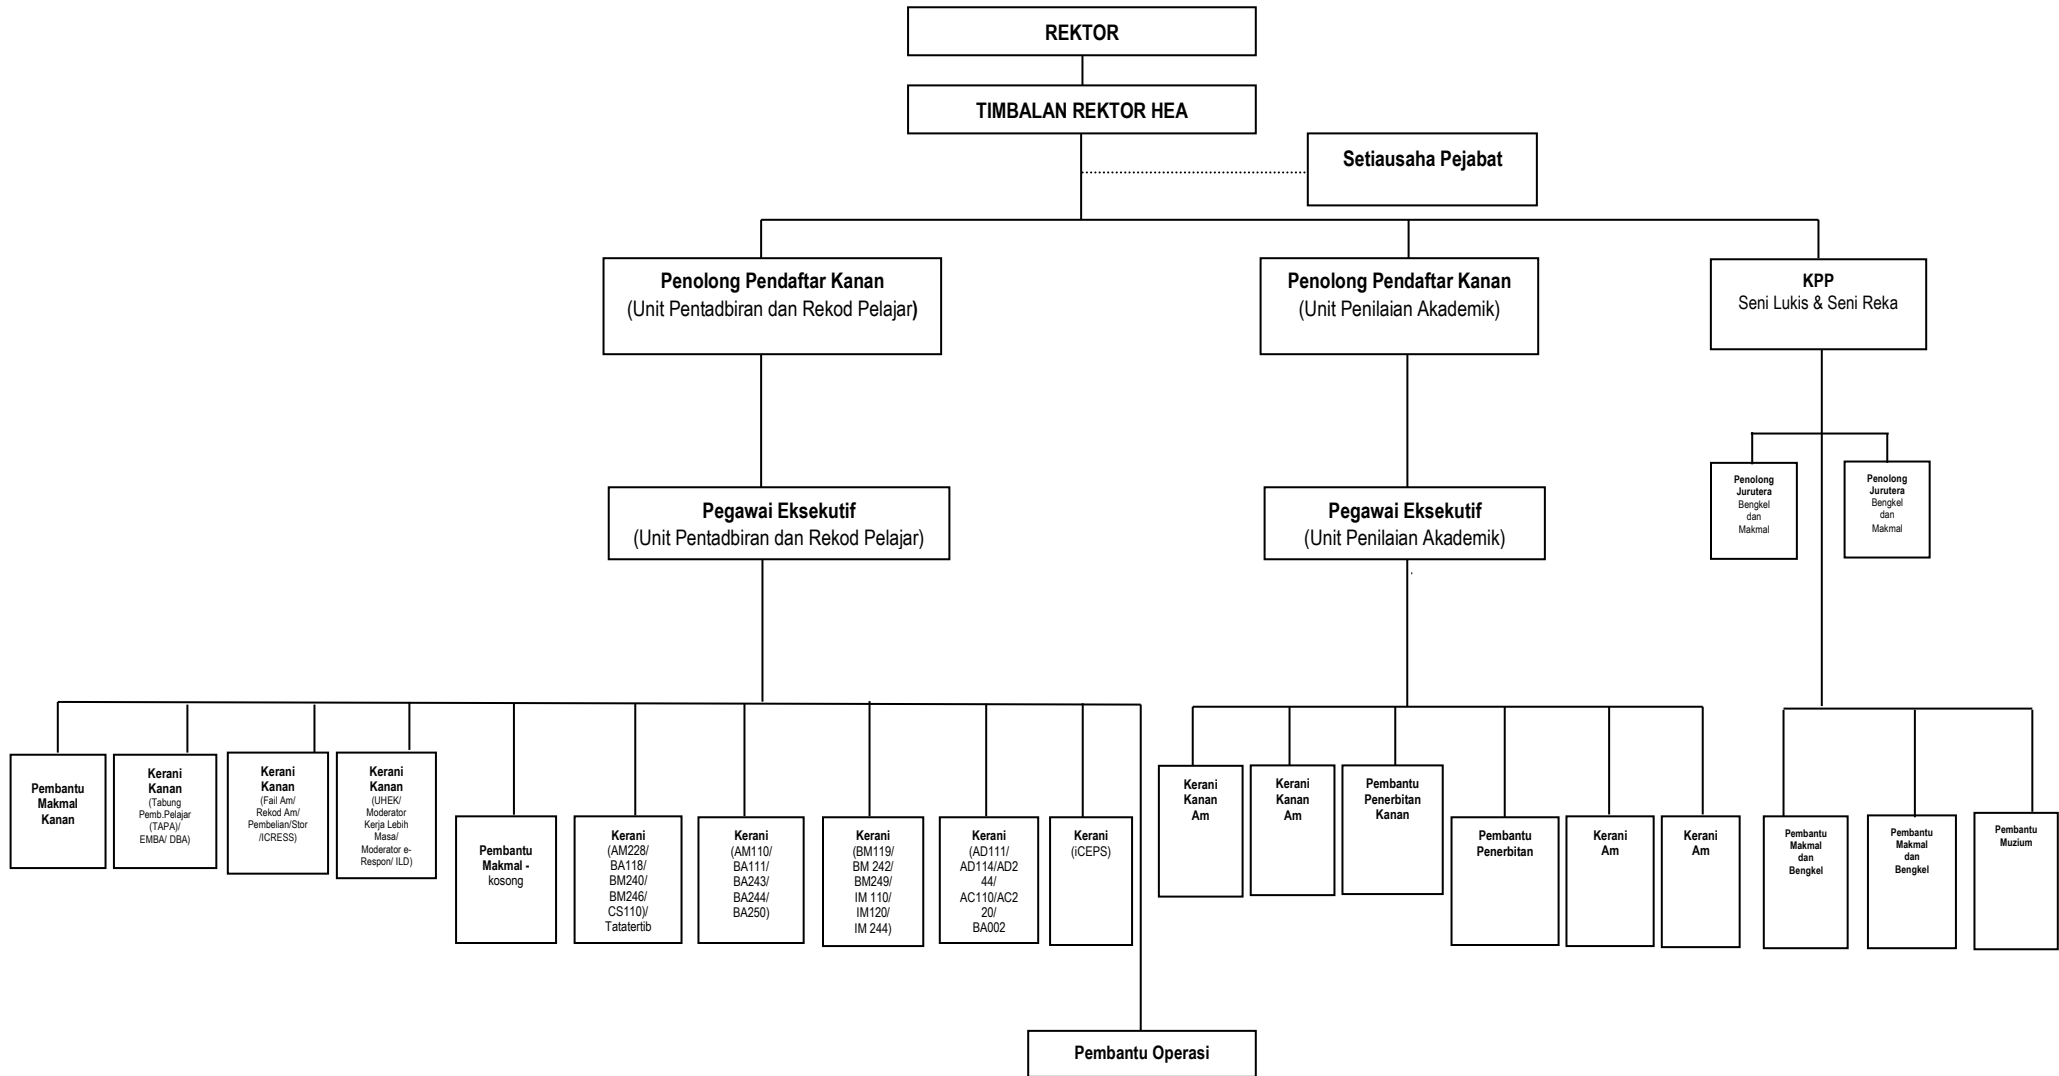 REKTOR
TIMBALAN REKTOR HEA
Setiausaha Pejabat
Penolong Pendaftar Kanan
(Unit Pentadbiran dan Rekod Pelajar)
Penolong Pendaftar Kanan
(Unit Penilaian Akademik)
KPP
Seni Lukis & Seni Reka
Pegawai Eksekutif
(Unit Pentadbiran dan Rekod Pelajar)
Pegawai Eksekutif
(Unit Penilaian Akademik)
Penolong
Jurutera
Bengkel
dan
Makmal
Penolong
Jurutera
Bengkel
dan
Makmal
Pembantu
Makmal
Kanan
Kerani
Kanan
(Tabung
Pemb.Pelajar
(TAPA)/
EMBA/ DBA)
Kerani
Kanan
(Fail Am/
Rekod Am/
Pembelian/Stor
/ICRESS)
Kerani
Kanan
(UHEK/
Moderator
Kerja Lebih
Masa/
Moderator e-
Respon/ ILD)
Pembantu
Makmal -
kosong
Kerani
(AM228/
BA118/
BM240/
BM246/
CS110)/
Tatatertib
Kerani
(AM110/
BA111/
BA243/
BA244/
BA250)
Kerani
(BM119/
BM 242/
BM249/
IM 110/
IM120/
IM 244)
Kerani
(AD111/
AD114/AD2
44/
AC110/AC2
20/
BA002
Kerani
(iCEPS)
Kerani
Kanan
Am
Kerani
Kanan
Am
Pembantu
Penerbitan
Kanan
Pembantu
Penerbitan
Kerani
Am
Kerani
Am
Pembantu
Makmal
dan
Bengkel
Pembantu
Makmal
dan
Bengkel
Pembantu
Muzium
Pembantu Operasi